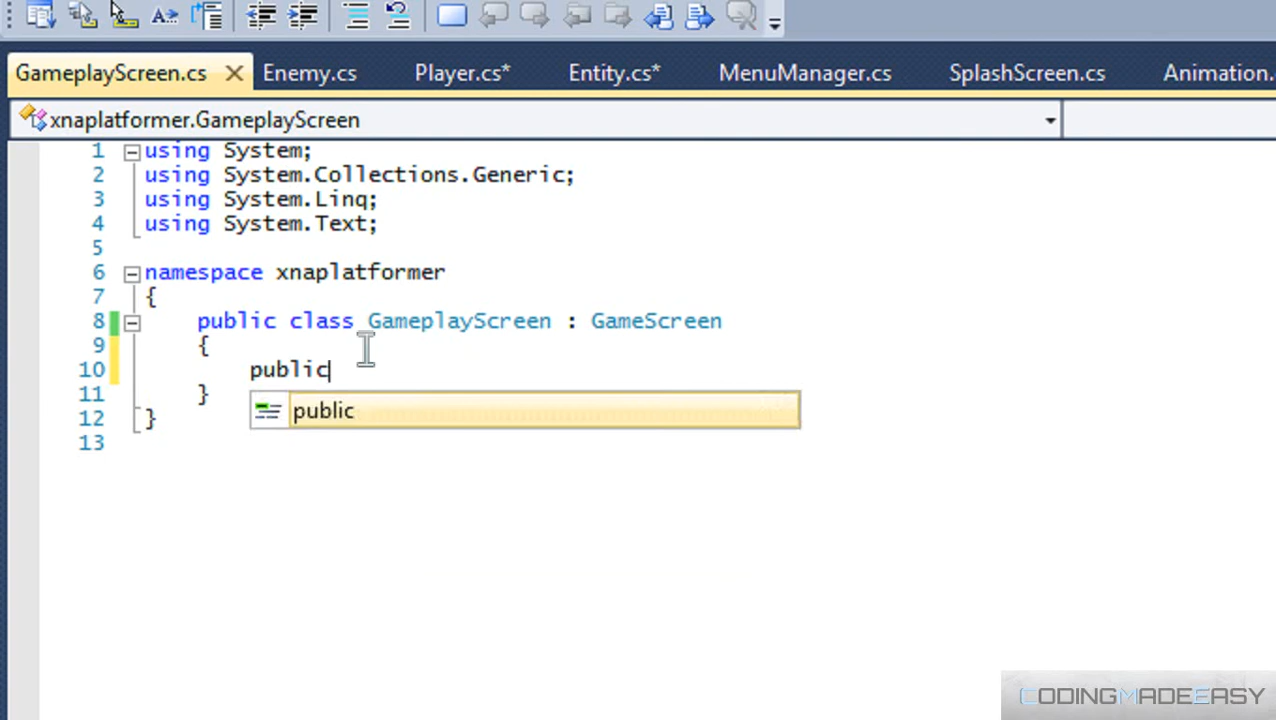 GameplayScreen.cs Enemy.cs Player.cs* Entity.cs* MenuManager.cs SplashScreen.cs Animation.
xnaplatformer.GameplayScreen
1 using System;
2 using System.Collections.Generic;
3 using System.Linq;
4 using System.Text;
5
6 namespace xnaplatformer
7 {
8 public class GameplayScreen : GameScreen
9 {
10 public
11 }
public
12 }
13
CODINGMADEEASY